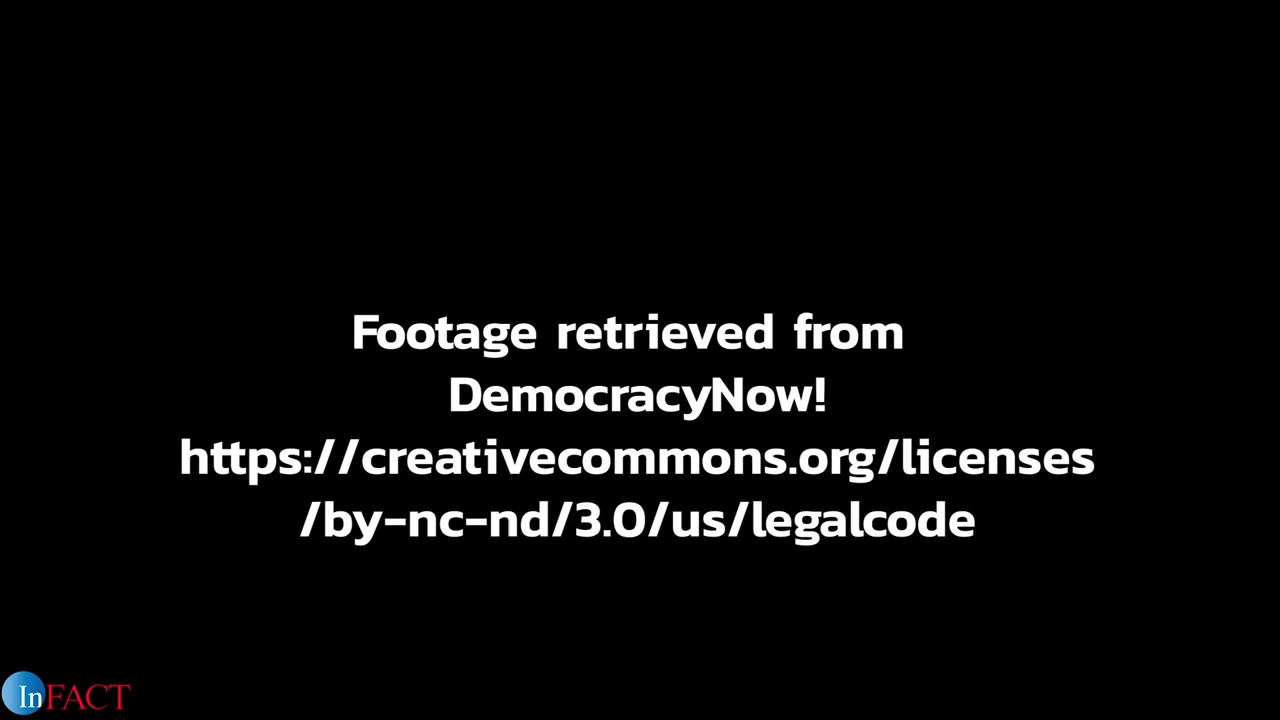 Footage retrieved from
DemocracyNow!
https://creativecommons.org/licenses
/by-nc-nd/3.0/us/legalcode
InFACT